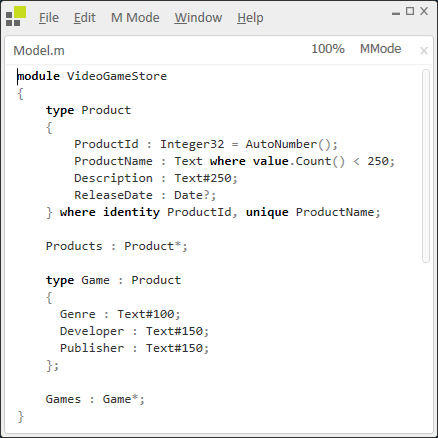 File Edit M Mode Window Help
Model.m 100% MMode
module VideoGameStore
{
    type Product
    {
        ProductId : Integer32 = AutoNumber();
        ProductName : Text where value.Count() < 250;
        Description : Text#250;
        ReleaseDate : Date?;
    } where identity ProductId, unique ProductName;

    Products : Product*;

    type Game : Product
    {
      Genre : Text#100;
      Developer : Text#150;
      Publisher : Text#150;
    };

    Games : Game*;
}